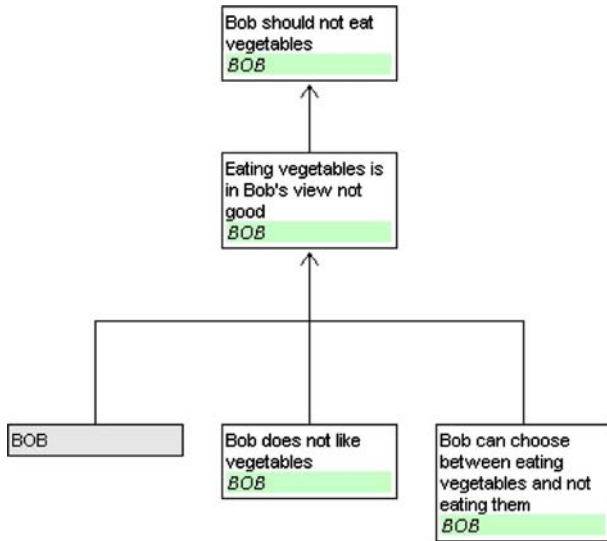 Bob should not eat
vegetables
BOB
Eating vegetables is
in Bob's view not
good
BOB
BOB
Bob does not like
vegetables
BOB
Bob can choose
between eating
vegetables and not
eating them
BOB